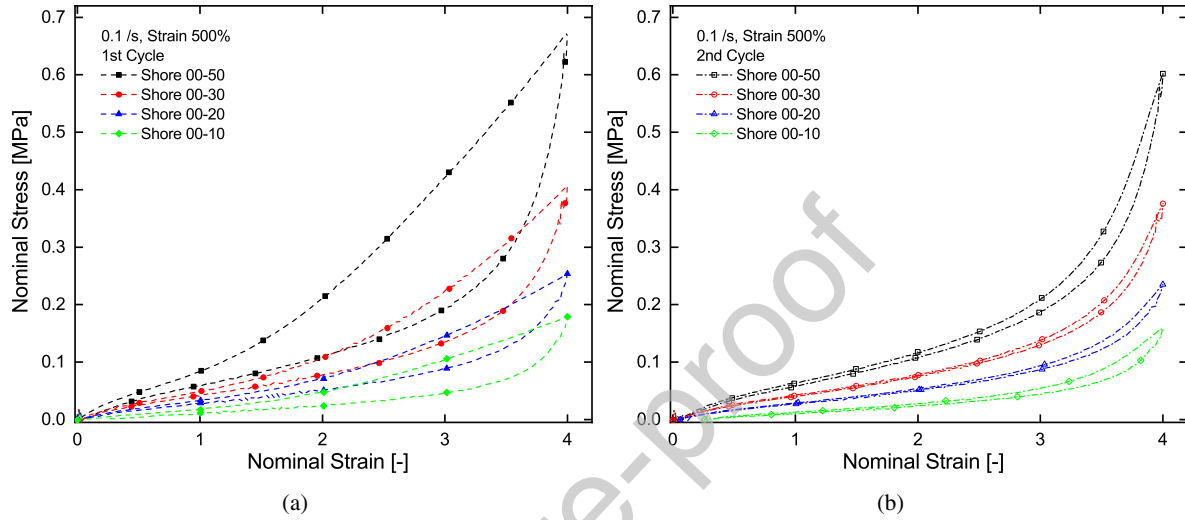 0.7
0.6
0.5
0.4
0.3
0.2
0.1
0.0
Nominal Stress [MPa]
0.1 /s, Strain 500%
1st Cycle
Shore 00-50
Shore 00-30
Shore 00-20
Shore 00-10
0 1 2 3 4
Nominal Strain [-]
(a)
0.7
0.6
0.5
0.4
0.3
0.2
0.1
0.0
Nominal Stress [MPa]
0.1 /s, Strain 500%
2nd Cycle
Shore 00-50
Shore 00-30
Shore 00-20
Shore 00-10
0 1 2 3 4
Nominal Strain [-]
(b)
e-proof